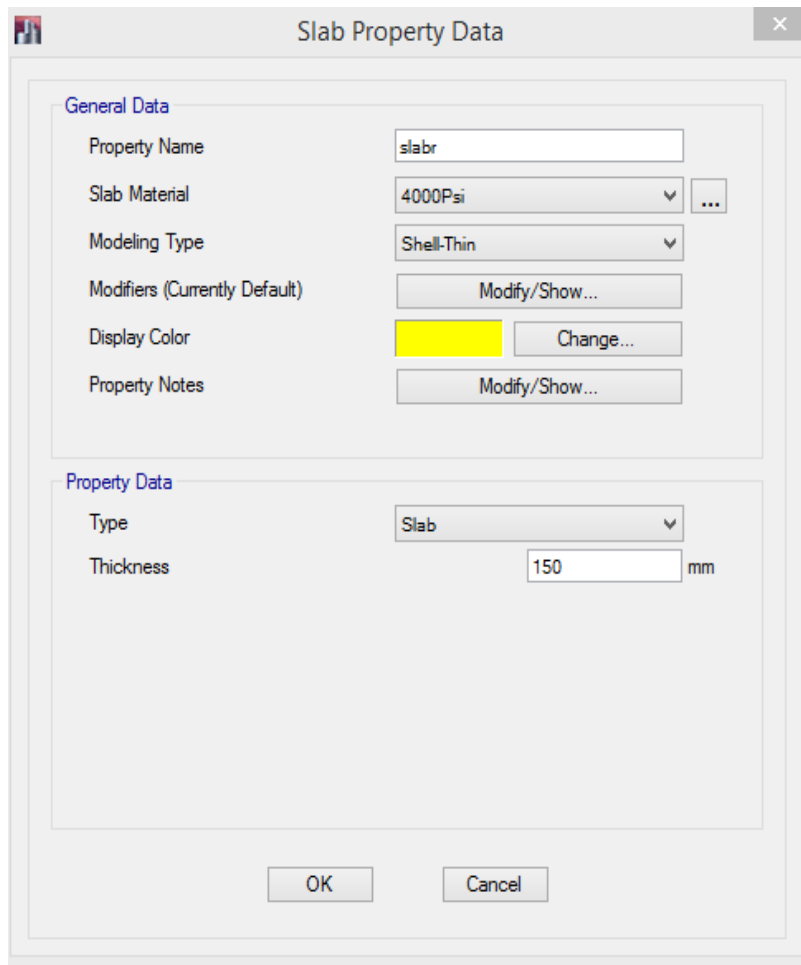 Slab Property Data
General Data
Property Name slabr
Slab Material 4000Psi ...
Modeling Type Shell-Thin
Modifiers (Currently Default) Modify/Show...
Display Color Change...
Property Notes Modify/Show...
Property Data
Type Slab
Thickness 150 mm
OK Cancel